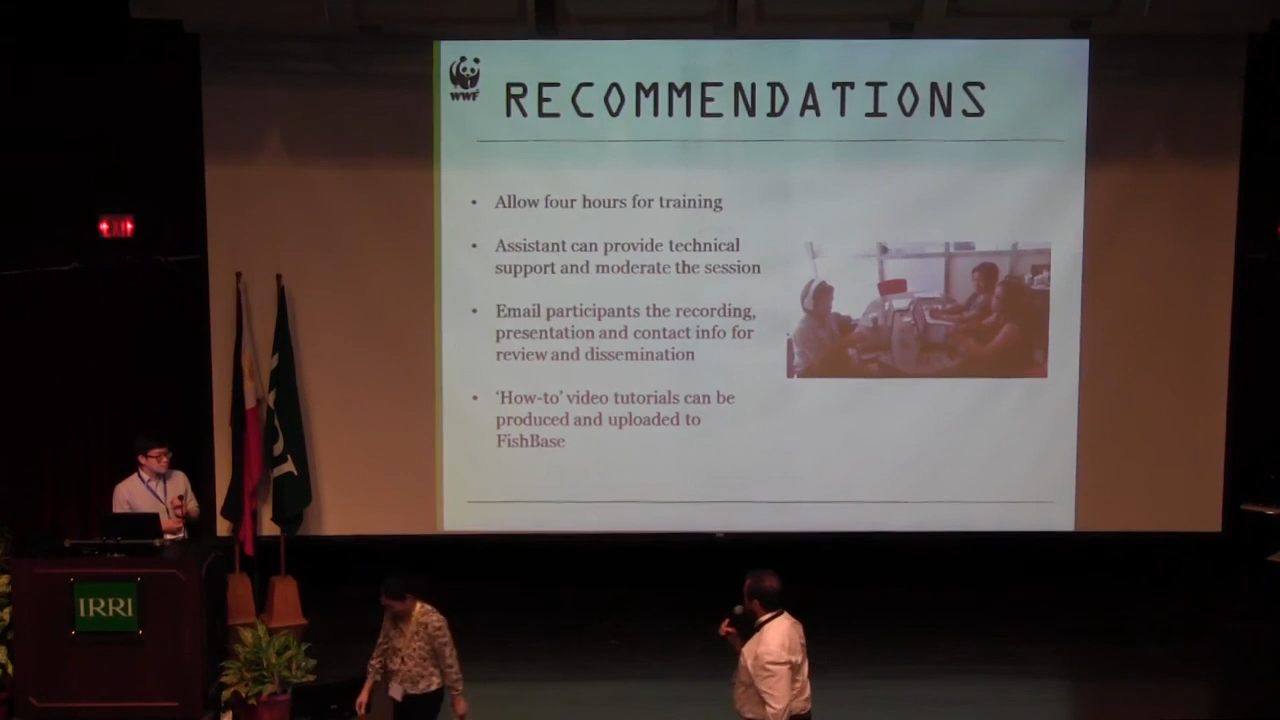 WWF
RECOMMENDATIONS
• Allow four hours for training
• Assistant can provide technical
support and moderate the session
• Email participants the recording,
presentation and contact info for
review and dissemination
• ‘How-to’ video tutorials can be
produced and uploaded to
FishBase
EXIT
IRRI